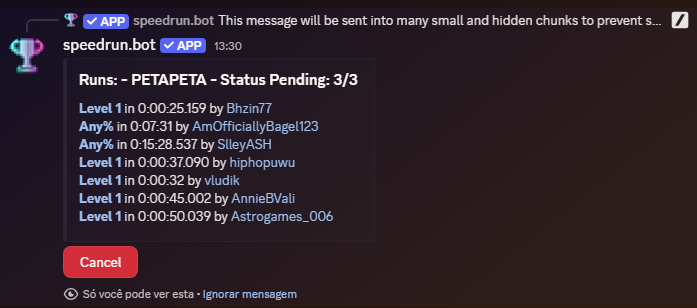 APP speedrun.bot This message will be sent into many small and hidden chunks to prevent s...
speedrun.bot APP 13:30
Runs: - PETAPETA - Status Pending: 3/3
Level 1 in 0:00:25.159 by Bhzin77
Any% in 0:07:31 by AmOfficiallyBagel123
Any% in 0:15:28.537 by SlleyASH
Level 1 in 0:00:37.090 by hiphopuwu
Level 1 in 0:00:32 by vludik
Level 1 in 0:00:45.002 by AnnieBVali
Level 1 in 0:00:50.039 by Astrogames_006
Cancel
Só você pode ver esta • Ignorar mensagem